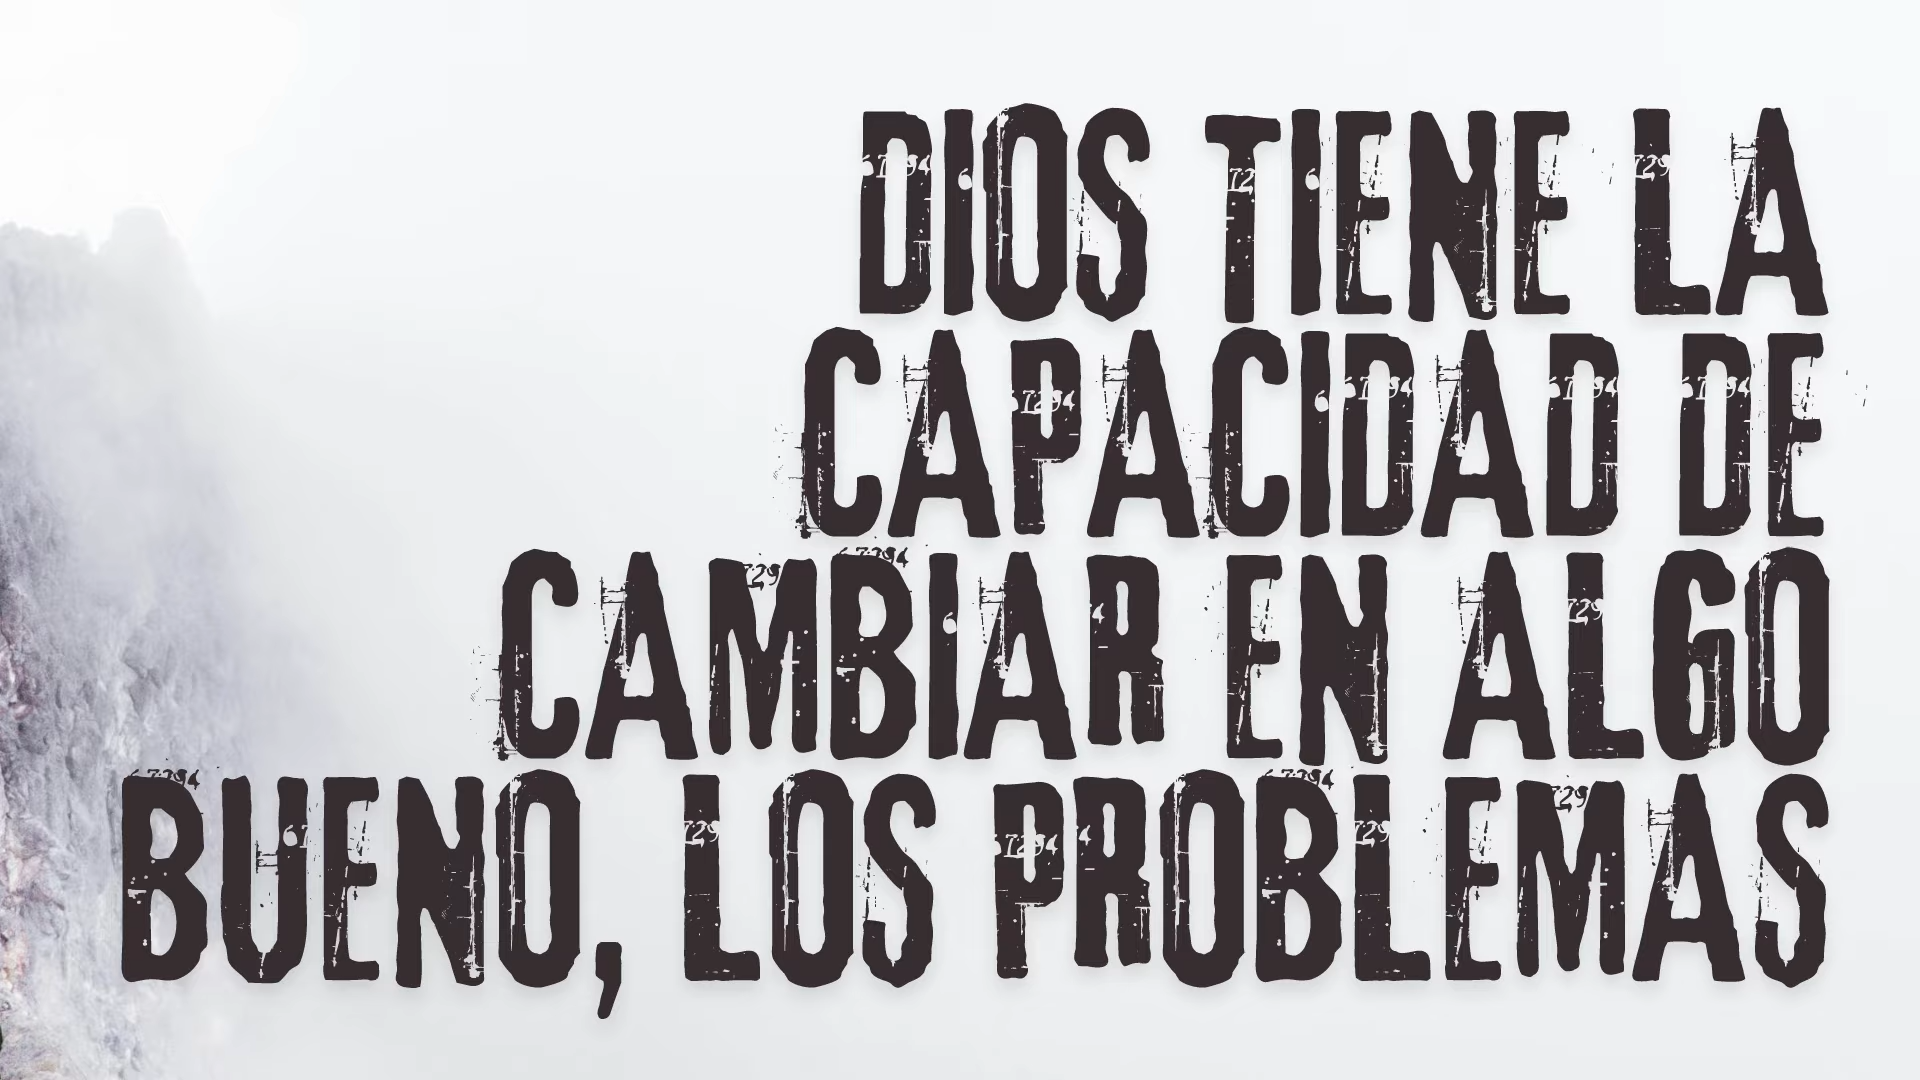 DIOS TIENE LA
CAPACIDAD DE
CAMBIAR EN ALGO
BUENO, LOS PROBLEMAS